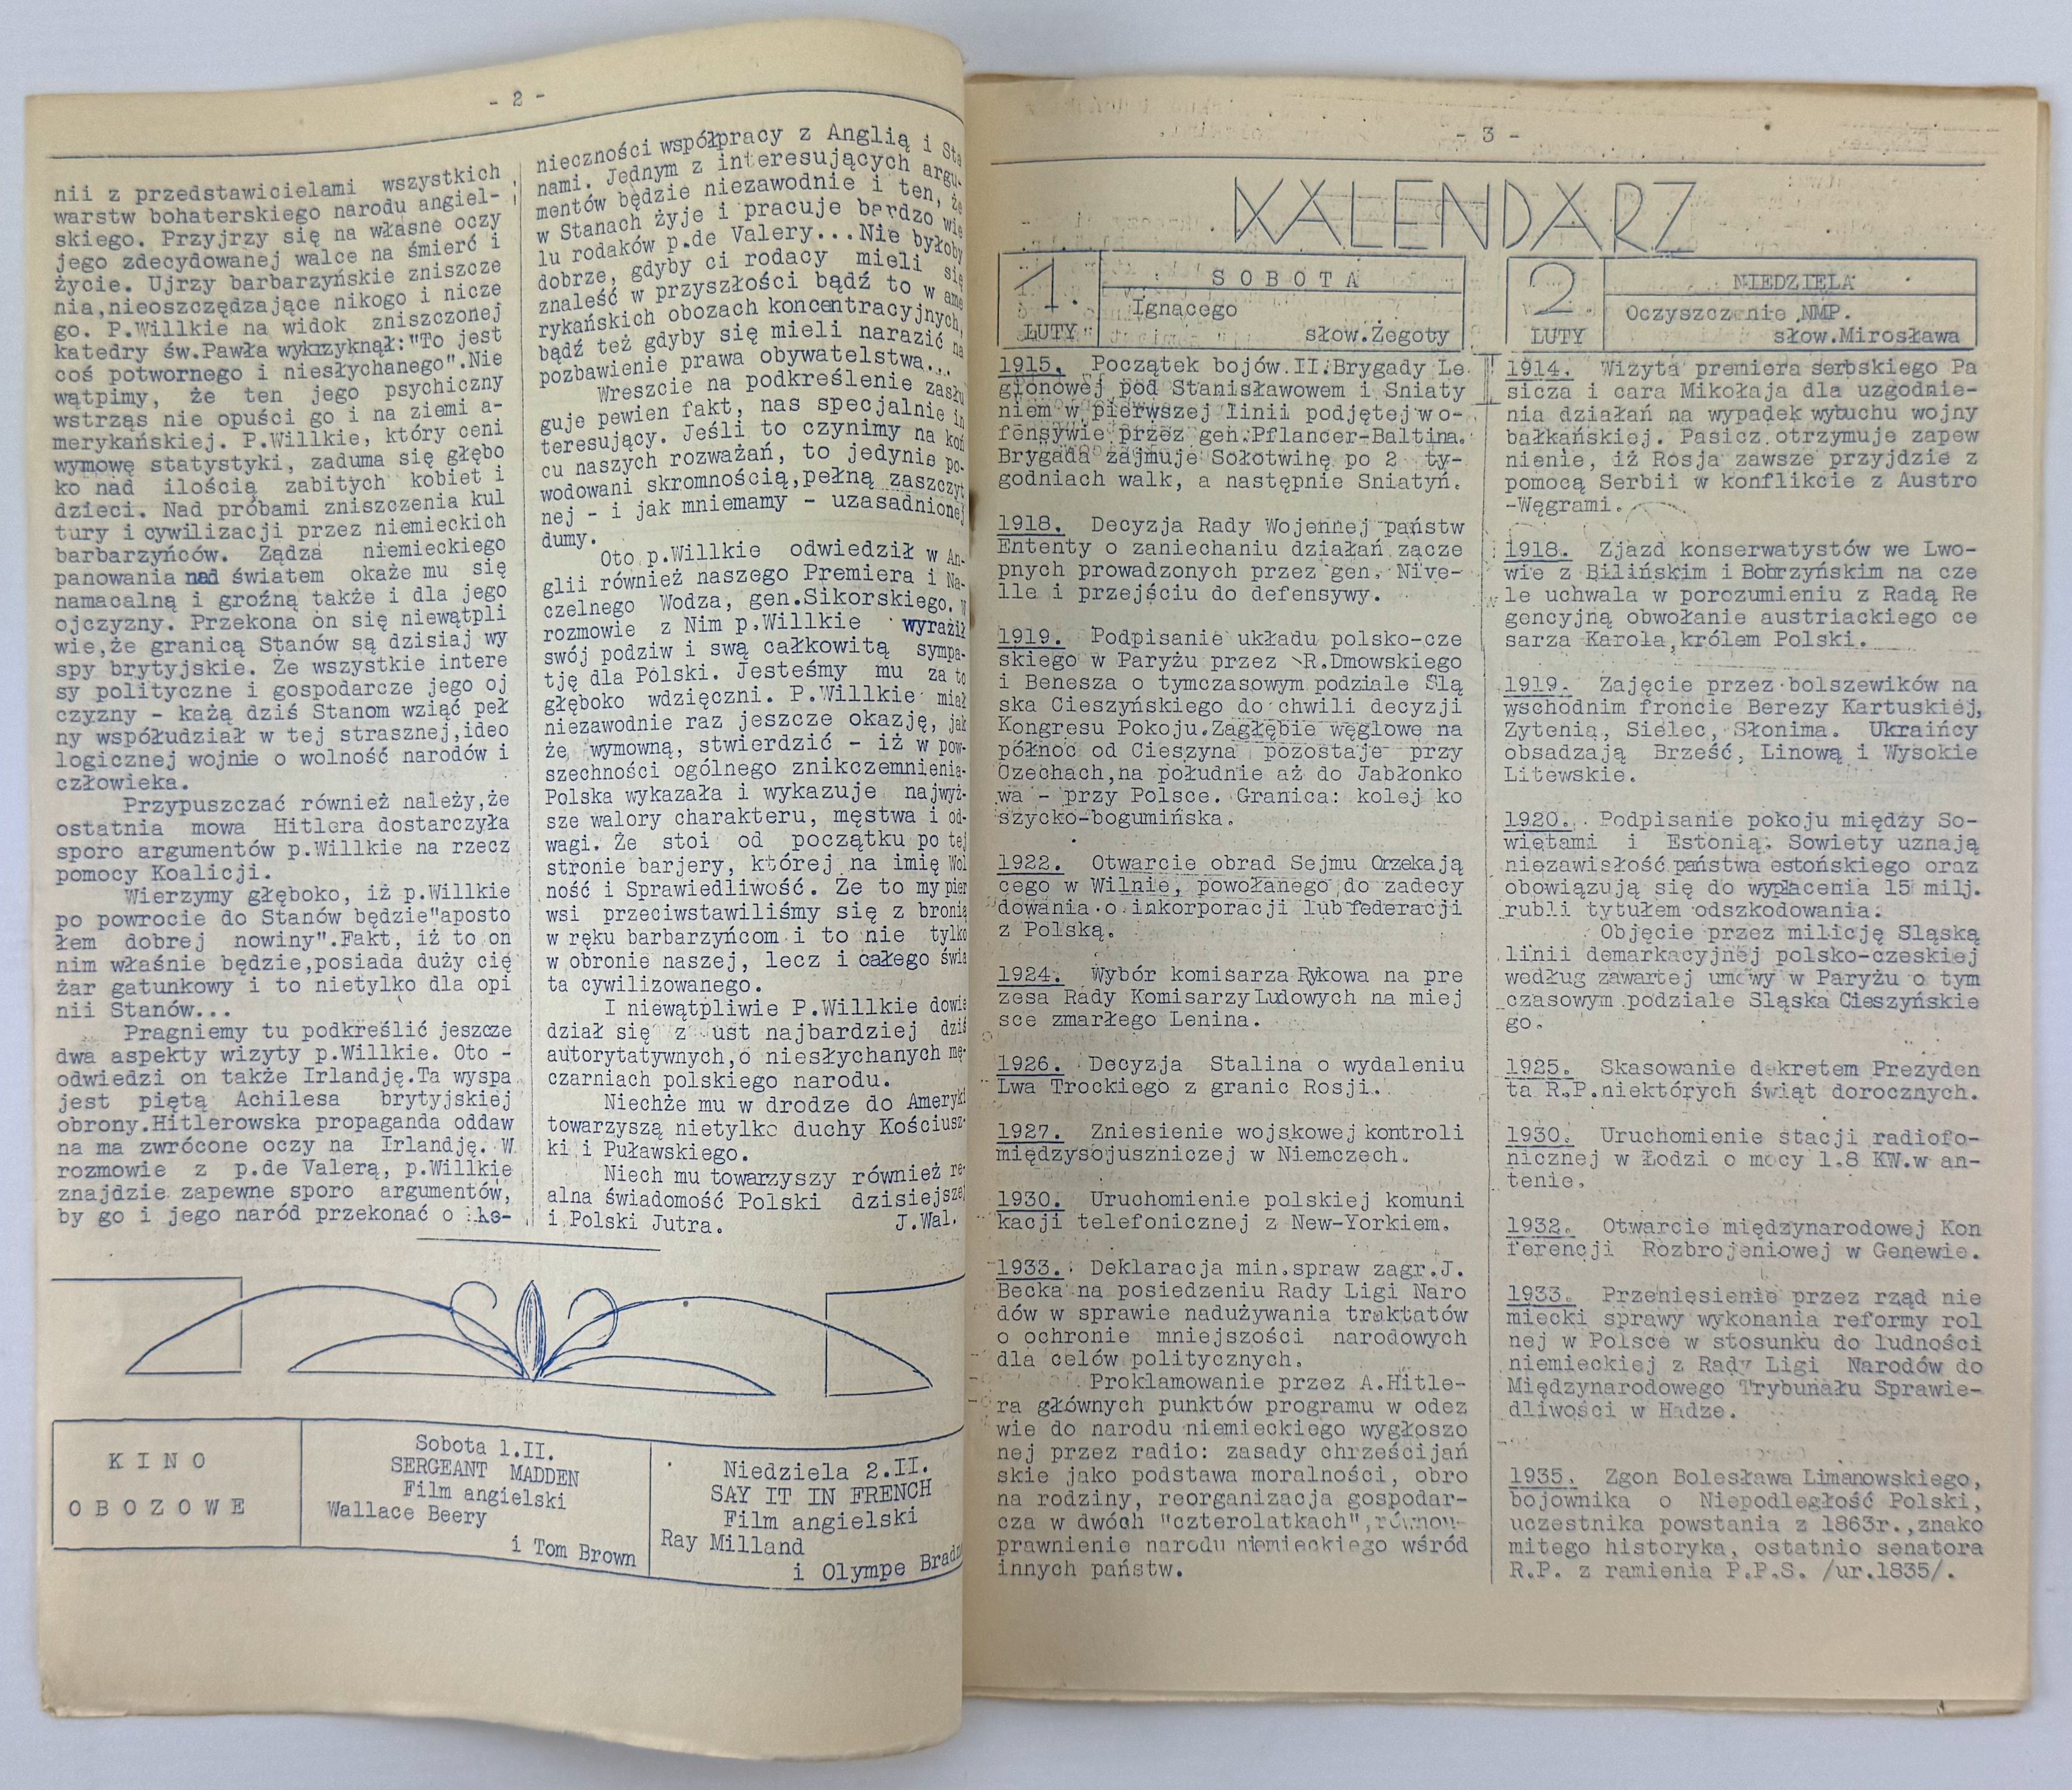 - 2 -
nii z przedstawicielami wszystkich
warstw bohaterskiego narodu angiel-
skiego. Przyjrzy się na własne oczy
jego zdecydowanej walce na śmierć i
życie. Ujrzy barbarzyńskie zniszcze
nia,nieoszczędzające nikogo i nicze
go. P.Willkie na widok zniszczonej
katedry św.Pawła wykrzyknął:"To jest
coś potwornego i niesłychanego".Nie
wątpimy, że ten jego psychiczny
wstrząs nie opuści go i na ziemi a-
merykańskiej. P.Willkie, który ceni
wymowę statystyki, zaduma się głębo
ko nad ilością zabitych kobiet i
dzieci. Nad próbami zniszczenia kul
tury i cywilizacji przez niemieckich
barbarzyńców. Żądza niemieckiego
panowania nad światem okaże mu się
namacalną i groźną także i dla jego
ojczyzny. Przekona on się niewątpli
wie,że granicą Stanów są dzisiaj wy
spy brytyjskie. Że wszystkie intere
sy polityczne i gospodarcze jego oj
czyzny - każą dziś Stanom wziąć peł
ny współudział w tej strasznej,ideo
logicznej wojnie o wolność narodów i
człowieka.
Przypuszczać również należy,że
ostatnia mowa Hitlera dostarczyła
sporo argumentów p.Willkie na rzecz
pomocy Koalicji.
Wierzymy głęboko, iż p.Willkie
po powrocie do Stanów będzie"aposto
łem dobrej nowiny".Fakt, iż to on
nim właśnie będzie,posiada duży cię
żar gatunkowy i to nietylko dla opi
nii Stanów...
Pragniemy tu podkreślić jeszcze
dwa aspekty wizyty p.Willkie. Oto -
odwiedzi on także Irlandję.Ta wyspa
jest piętą Achilesa brytyjskiej
obrony.Hitlerowska propaganda oddaw
na ma zwrócone oczy na Irlandję. W
rozmowie z p.de Valerą, p.Willkie
znajdzie zapewne sporo argumentów,
by go i jego naród przekonać o ko-
nieczności współpracy z Anglią i Sta
nami. Jednym z interesujących argu-
mentów będzie niezawodnie i ten, że
w Stanach żyje i pracuje bardzo wie
lu rodaków p.de Valery...Nie byłoby
dobrze, gdyby ci rodacy mieli się
znaleść w przyszłości bądź to w ame
rykańskich obozach koncentracyjnych,
bądź też gdyby się mieli narazić na
pozbawienie prawa obywatelstwa...
Wreszcie na podkreślenie zasłu
guje pewien fakt, nas specjalnie in
teresujący. Jeśli to czynimy na koń
cu naszych rozważań, to jedynie po-
wodowani skromnością,pełną zaszczyt
nej - i jak mniemamy - uzasadnionej
dumy.
Oto p.Willkie odwiedził w An-
glii również naszego Premiera i Na-
czelnego Wodza, gen.Sikorskiego. W
rozmowie z Nim p.Willkie wyraził
swój podziw i swą całkowitą sympa-
tję dla Polski. Jesteśmy mu za to
głęboko wdzięczni. P.Willkie miał
niezawodnie raz jeszcze okazję, jak
że wymowną, stwierdzić - iż w pow-
szechności ogólnego znikczemnienia-
Polska wykazała i wykazuje najwyż-
sze walory charakteru, męstwa i od-
wagi. Że stoi od początku po tej
stronie barjery, której na imię Wol
ność i Sprawiedliwość. Że to my pier
wsi przeciwstawiliśmy się z bronią
w ręku barbarzyńcom i to nie tylko
w obronie naszej, lecz i całego świa
ta cywilizowanego.
I niewątpliwie P.Willkie dowie
dział się z ust najbardziej dziś
autorytatywnych,o niesłychanych mę-
czarniach polskiego narodu.
Niechże mu w drodze do Ameryki
towarzyszą nietylko duchy Kościusz-
ki i Puławskiego.
Niech mu towarzyszy również re-
alna świadomość Polski dzisiejszej
i Polski Jutra. J.Wal.
KINO
OBOZOWE
Sobota 1.II.
SERGEANT MADDEN
Film angielski
Wallace Beery
i Tom Brown
Niedziela 2.II.
SAY IT IN FRENCH
Film angielski
Ray Milland
i Olympe
- 3 -
KALENDARZ
1.
LUTY
SOBOTA
Ignacego
słow.Żegoty
1915. Początek bojów II.Brygady Le
gionowej pod Stanisławowem i Sniaty
niem w pierwszej linii podjętej w o-
fensywie przez gen.Pflancer-Baltina.
Brygada zajmuje Sołotwinę po 2 ty-
godniach walk, a następnie Sniatyń.
1918. Decyzja Rady Wojennej państw
Ententy o zaniechaniu działań zacze
pnych prowadzonych przez gen. Nive-
lle i przejściu do defensywy.
1919. Podpisanie układu polsko-cze
skiego w Paryżu przez R.Dmowskiego
i Benesza o tymczasowym podziale Slą
ska Cieszyńskiego do chwili decyzji
Kongresu Pokoju.Zagłębie węglowe na
północ od Cieszyna pozostaje przy
Czechach,na południe aż do Jabłonko
wa - przy Polsce. Granica: kolej ko
szycko-bogumińska.
1922. Otwarcie obrad Sejmu Orzekają
cego w Wilnie, powołanego do zadecy
dowania o inkorporacji lub federacji
z Polską.
1924. Wybór komisarza Rykowa na pre
zesa Rady Komisarzy Ludowych na miej
sce zmarłego Lenina.
1926. Decyzja Stalina o wydaleniu
Lwa Trockiego z granic Rosji.
1927. Zniesienie wojskowej kontroli
międzysojuszniczej w Niemczech.
1930. Uruchomienie polskiej komuni
kacji telefonicznej z New-Yorkiem.
1933. Deklaracja min.spraw zagr.J.
Becka na posiedzeniu Rady Ligi Naro
dów w sprawie nadużywania traktatów
o ochronie mniejszości narodowych
dla celów politycznych.
Proklamowanie przez A.Hitle-
ra głównych punktów programu w odez
wie do narodu niemieckiego wygłoszo
nej przez radio: zasady chrześcijań
skie jako podstawa moralności, obro
na rodziny, reorganizacja gospodar-
cza w dwóch "czterolatkach",równou-
prawnienie narodu niemieckiego wśród
innych państw.
2
LUTY
NIEDZIELA
Oczyszczenie NMP.
słow.Mirosława
1914. Wizyta premiera serbskiego Pa
sicza i cara Mikołaja dla uzgodnie-
nia działań na wypadek wybuchu wojny
bałkańskiej. Pasicz otrzymuje zapew
nienie, iż Rosja zawsze przyjdzie z
pomocą Serbii w konflikcie z Austro
-Węgrami.
1918. Zjazd konserwatystów we Lwo-
wie z Bilińskim i Bobrzyńskim na cze
le uchwala w porozumieniu z Radą Re
gencyjną obwołanie austriackiego ce
sarza Karola,królem Polski.
1919. Zajęcie przez bolszewików na
wschodnim froncie Berezy Kartuskiej,
Zytenią, Sielec, Słonima. Ukraińcy
obsadzają Brześć, Linową i Wysokie
Litewskie.
1920. Podpisanie pokoju między So-
więtami i Estonią. Sowiety uznają
niezawisłość państwa estońskiego oraz
obowiązują się do wypłacenia 15 milj.
rubli tytułem odszkodowania.
Objęcie przez milicję Sląską
linii demarkacyjnej polsko-czeskiej
według zawartej umowy w Paryżu o tym
czasowym podziale Sląska Cieszyńskie
go.
1925. Skasowanie dekretem Prezyden
ta R.P.niektórych świąt dorocznych.
1930. Uruchomienie stacji radiofo-
nicznej w Łodzi o mocy 1.8 KW.w an-
tenie.
1932. Otwarcie międzynarodowej Kon
ferencji Rozbrojeniowej w Genewie.
1933. Przeniesienie przez rząd nie
miecki sprawy wykonania reformy rol
nej w Polsce w stosunku do ludności
niemieckiej z Rady Ligi Narodów do
Międzynarodowego Trybunału Sprawie-
dliwości w Hadze.
1935. Zgon Bolesława Limanowskiego,
bojownika o Niepodległość Polski,
uczestnika powstania z 1863r.,znako
mitego historyka, ostatnio senatora
R.P. z ramienia P.P.S. /ur.1835/.